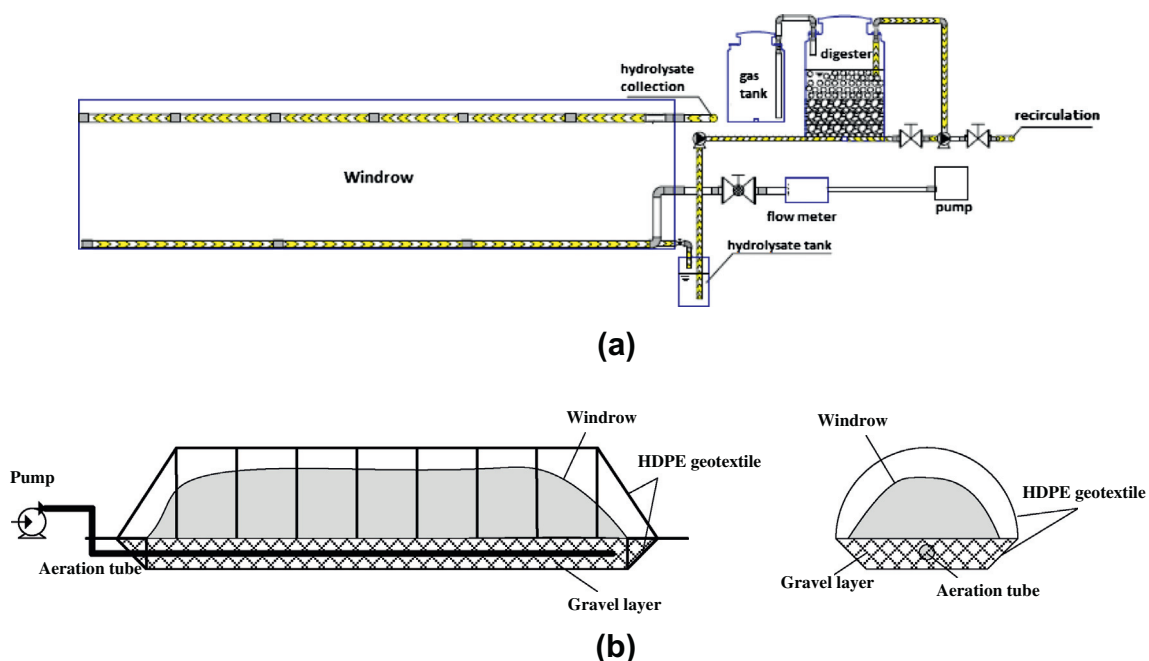 hydrolysate
collection
gas
tank
digester
recirculation
Windrow
flow meter
pump
hydrolysate tank
(a)
Windrow
HDPE geotextile
Pump
Aeration tube
Gravel layer
Windrow
HDPE geotextile
Gravel layer
Aeration tube
(b)